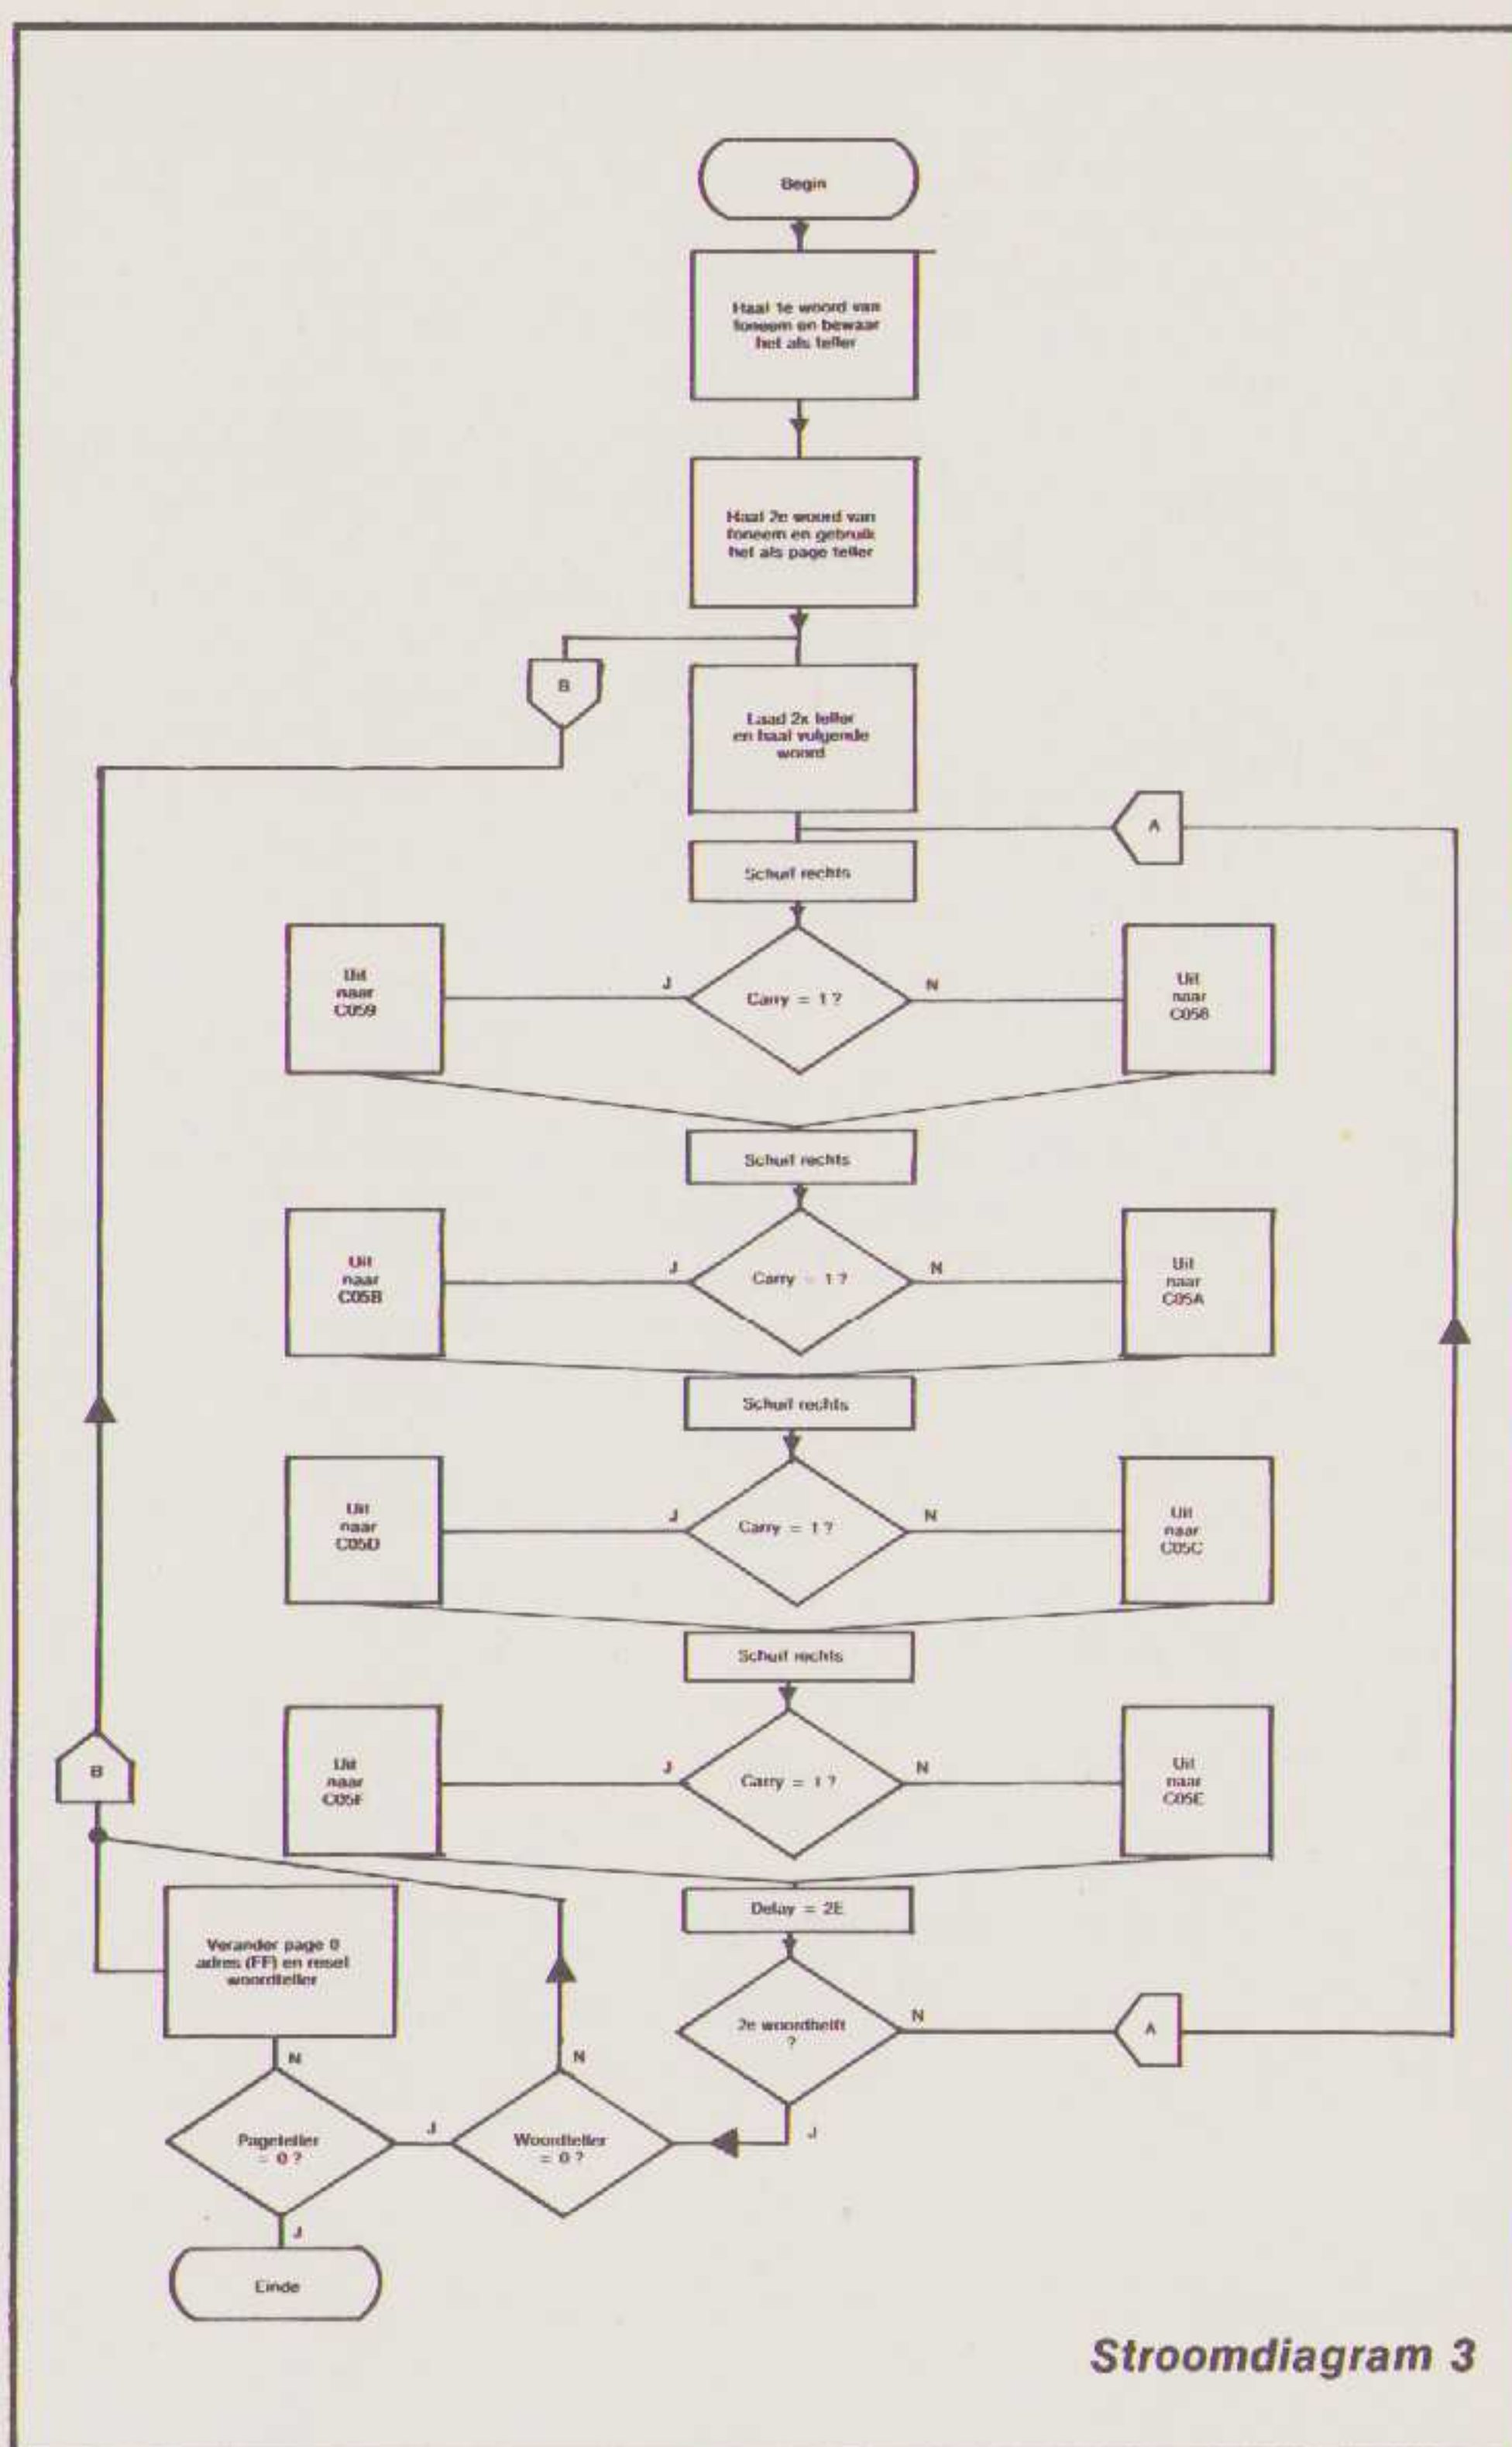 Begin
Haal 1e woord van
foneem en bewaar
het als teller
Haal 2e woord van
foneem en gebruik
het als page teller
B
Laad 2x teller
en haal volgende
woord
A
Schuif rechts
Uit
naar
C059
J
Carry = 1 ?
N
Uit
naar
C058
Schuif rechts
Uit
naar
C05B
J
Carry = 1 ?
N
Uit
naar
C05A
Schuif rechts
Uit
naar
C05D
J
Carry = 1 ?
N
Uit
naar
C05C
Schuif rechts
Uit
naar
C05F
J
Carry = 1 ?
N
Uit
naar
C05E
B
Delay = 2E
Verander page 0
adres (FF) en reset
woordteller
2e woordhelft
?
N
A
N
N
Pageteller
= 0 ?
J
Woordteller
= 0 ?
J
J
Einde
Stroomdiagram 3